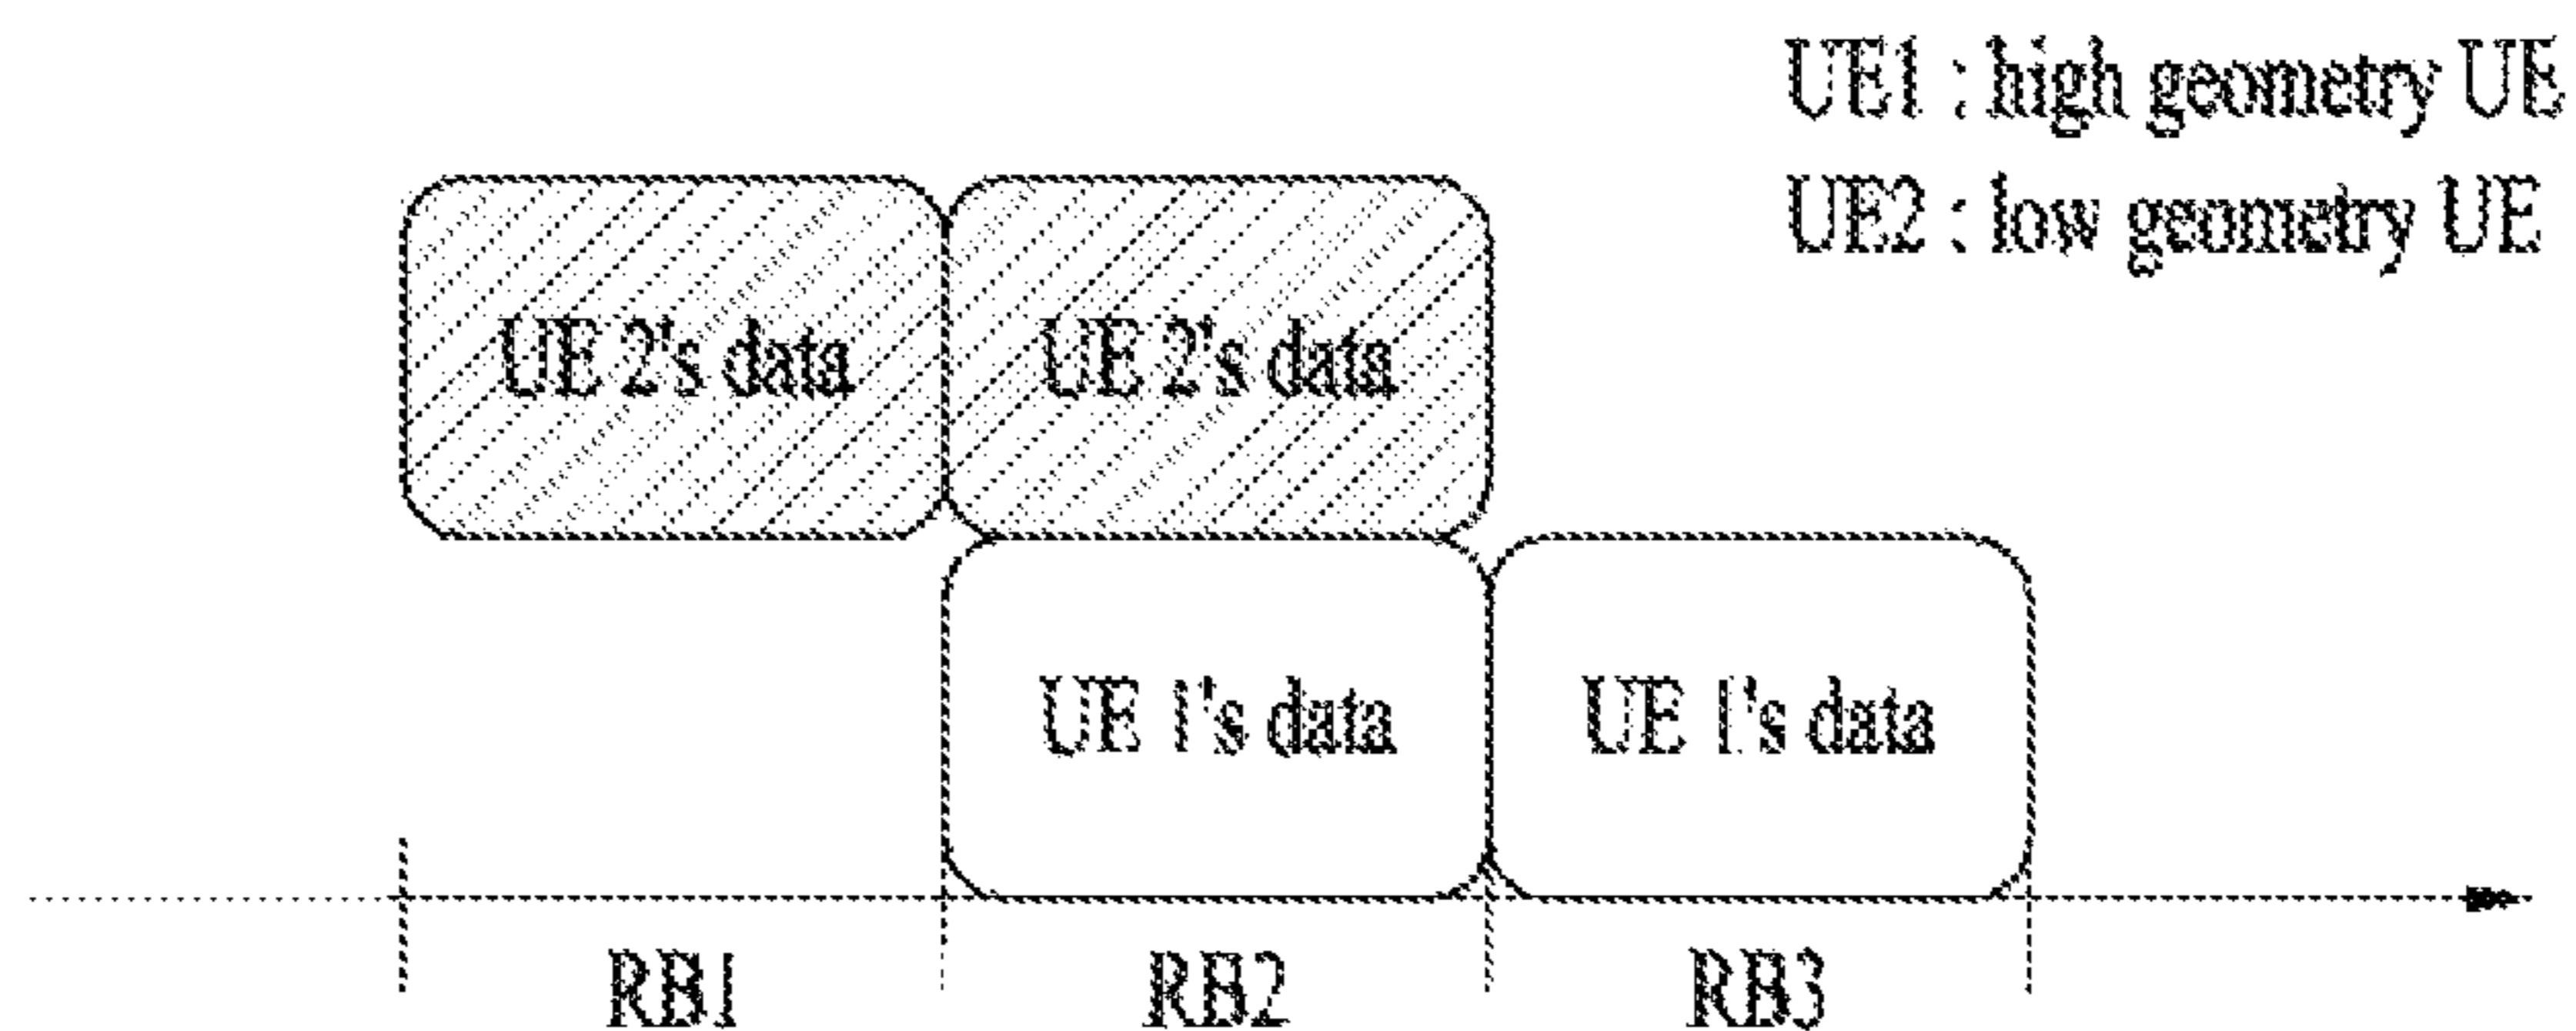 UE1 : high geometry UE
UE2 : low geometry UE
UE 2's data UE 2's data
UE 1's data UE 1's data
RB1 RB2 RB3